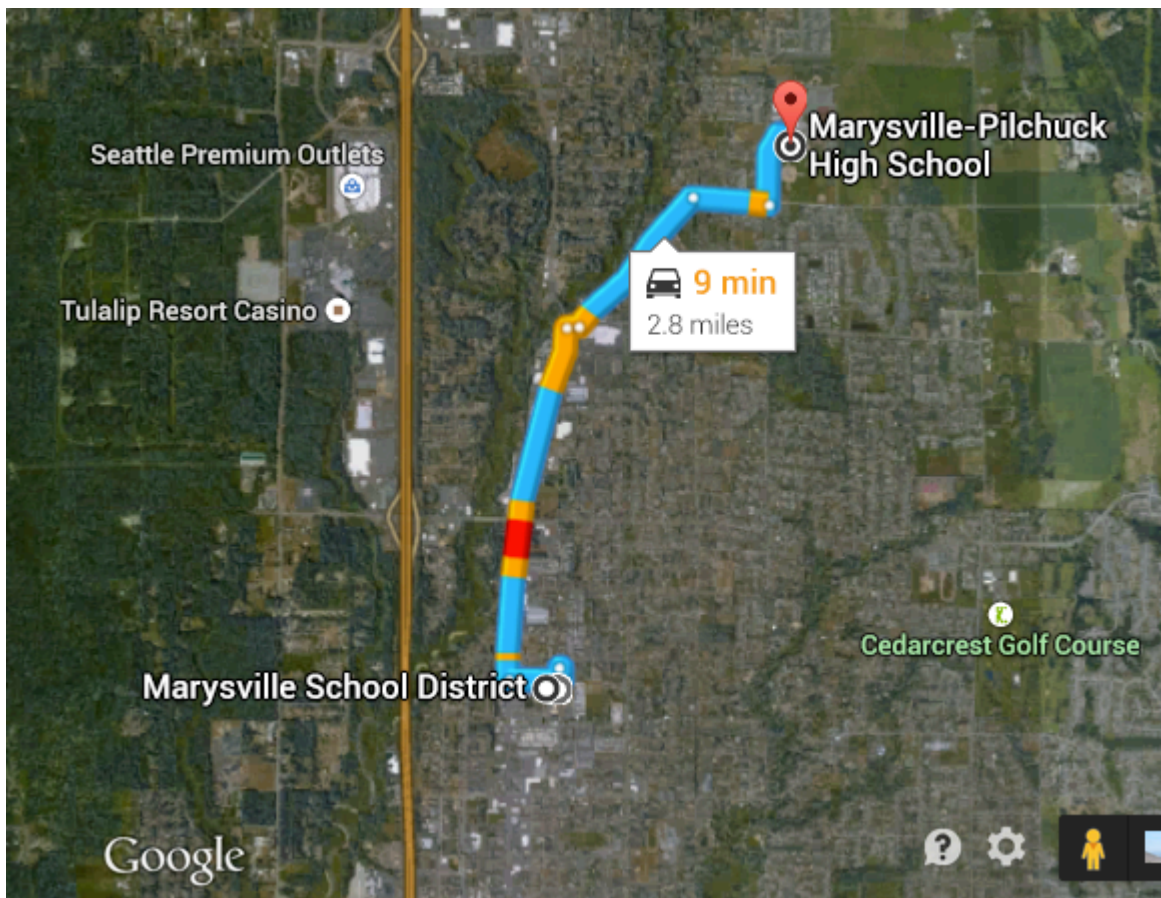 Marysville-Pilchuck
High School
Seattle Premium Outlets
9 min
2.8 miles
Tulalip Resort Casino
Cedarcrest Golf Course
Marysville School District
Google
?